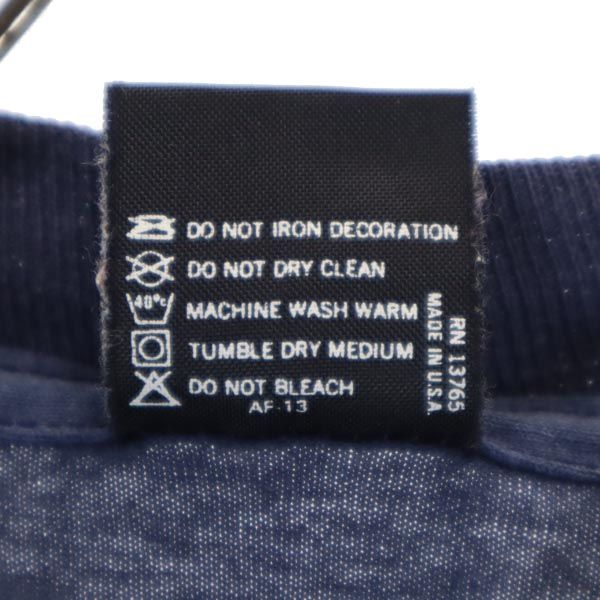 DO NOT IRON DECORATION
DO NOT DRY CLEAN
40°C MACHINE WASH WARM
TUMBLE DRY MEDIUM
DO NOT BLEACH
AF 13
RN 13765
MADE IN U.S.A.